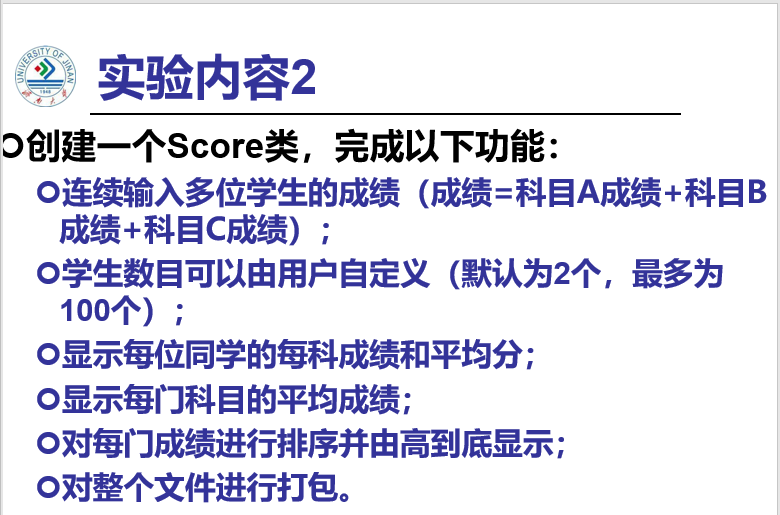 UNIVERSITY OF JINAN
1948
实验内容2
创建一个Score类，完成以下功能：
连续输入多位学生的成绩（成绩=科目A成绩+科目B
成绩+科目C成绩）；
学生数目可以由用户自定义（默认为2个，最多为
100个）；
显示每位同学的每科成绩和平均分；
显示每门科目的平均成绩；
对每门成绩进行排序并由高到底显示；
对整个文件进行打包。